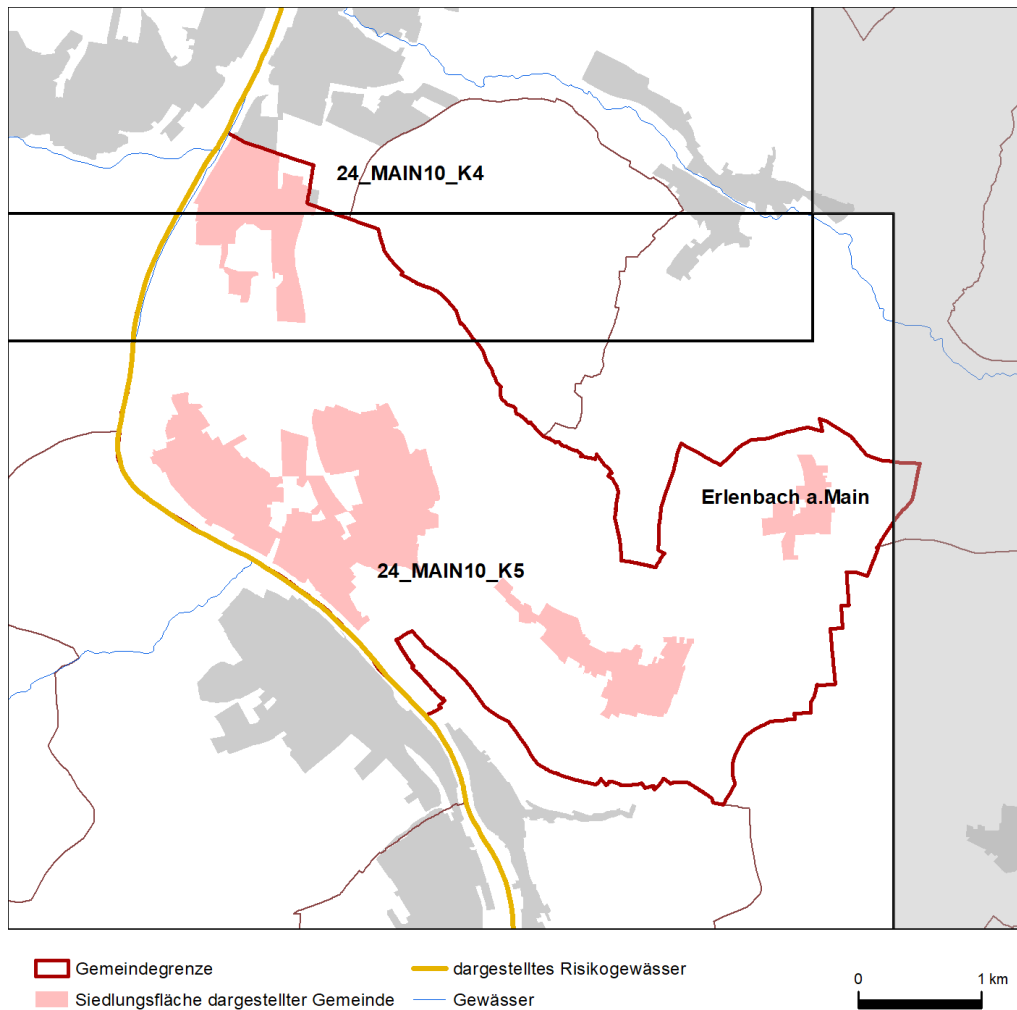 24_MAIN10_K4
Erlenbach a.Main
24_MAIN10_K5
Gemeindegrenze
dargestelltes Risikogewässer
Siedlungsfläche dargestellter Gemeinde
Gewässer
0
1 km